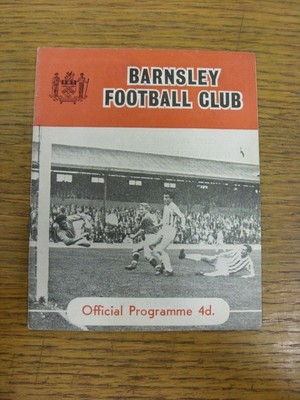 BARNSLEY
FOOTBALL CLUB
Official Programme 4d.